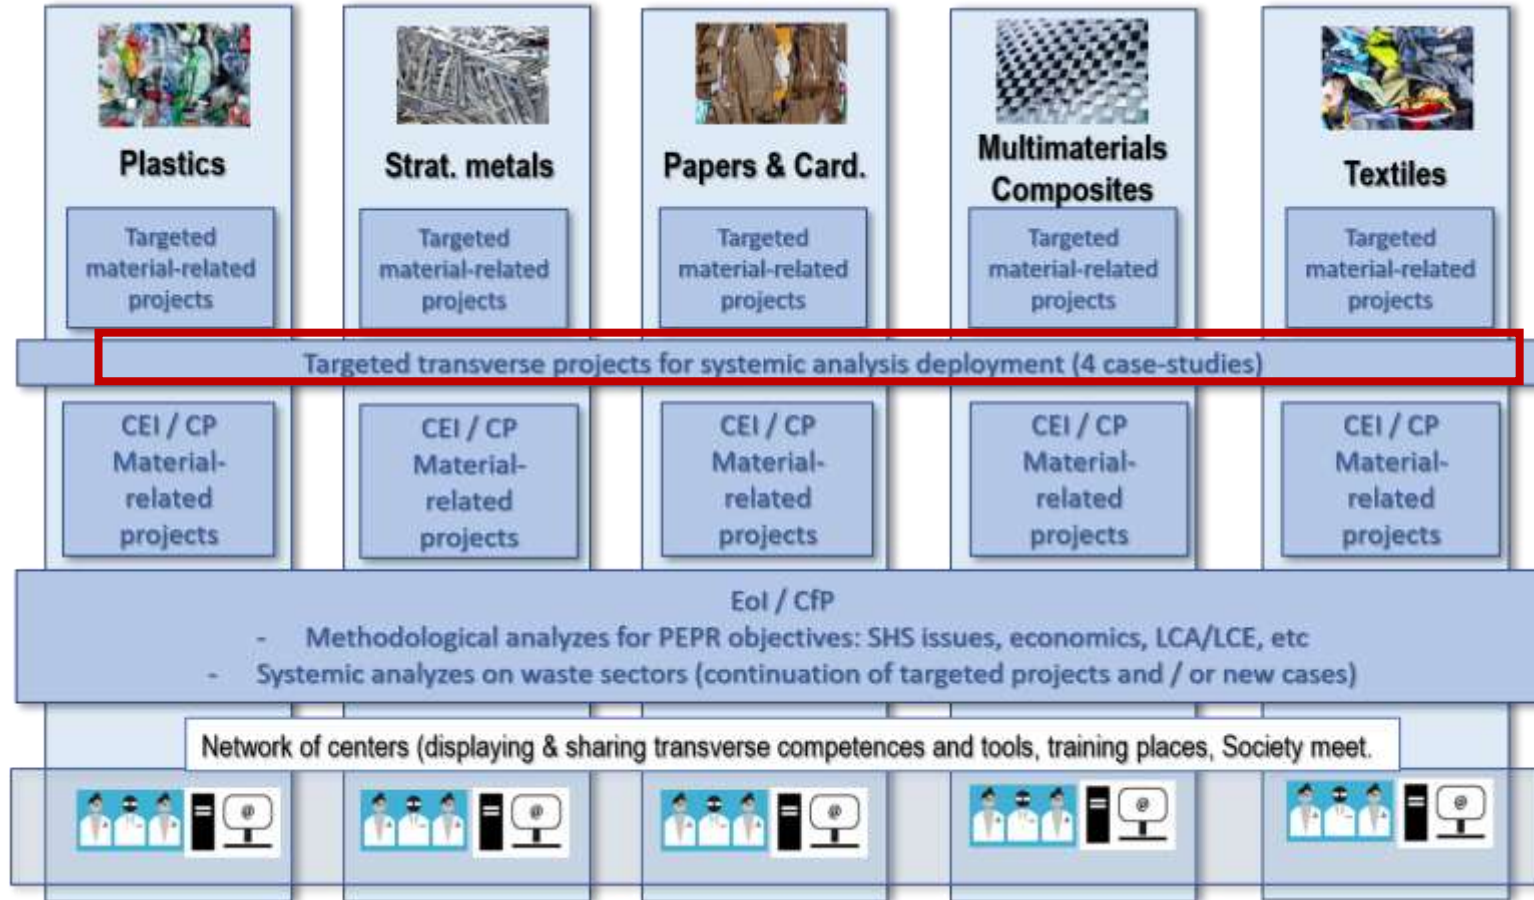 Plastics
Strat. metals
Papers & Card.
Multimaterials
Composites
Textiles
Targeted
material-related
projects
Targeted
material-related
projects
Targeted
material-related
projects
Targeted
material-related
projects
Targeted
material-related
projects
Targeted transverse projects for systemic analysis deployment (4 case-studies)
CEI / CP
Material-
related
projects
CEI / CP
Material-
related
projects
CEI / CP
Material-
related
projects
CEI / CP
Material-
related
projects
CEI / CP
Material-
related
projects
EoI / CfP
- Methodological analyzes for PEPR objectives: SHS issues, economics, LCA/LCE, etc
- Systemic analyzes on waste sectors (continuation of targeted projects and / or new cases)
Network of centers (displaying & sharing transverse competences and tools, training places, Society meet.
@
@
@
@
@